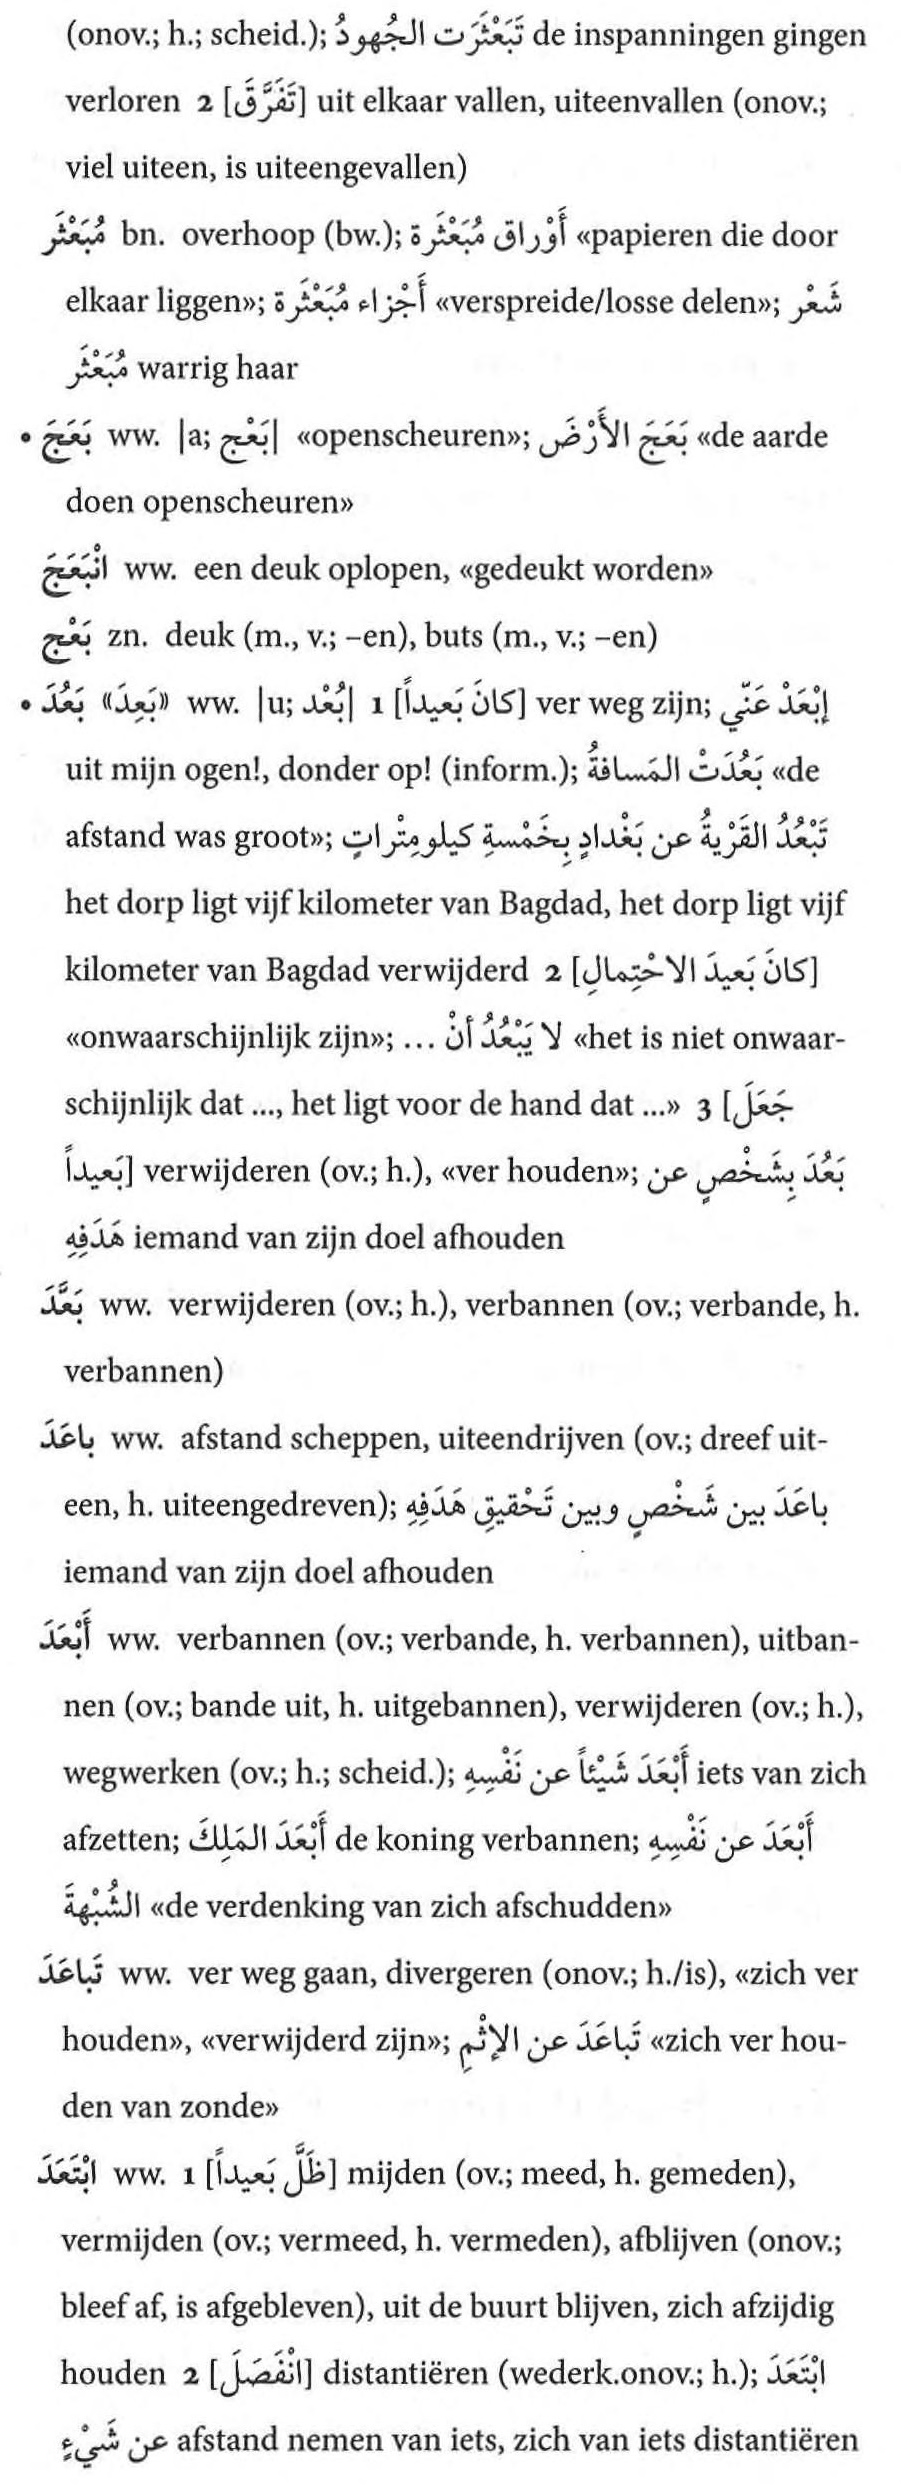 (onov.; h.; scheid.); تَبَعْثَرَت الجُهودُ de inspanningen gingen
verloren 2 [تَفَرَّقَ] uit elkaar vallen, uiteenvallen (onov.;
viel uiteen, is uiteengevallen)
مُبَعْثَر bn. overhoop (bw.); أَوْراق مُبَعْثَرة «papieren die door
elkaar liggen»; أَجْزاء مُبَعْثَرة «verspreide/losse delen»; شَعْر
مُبَعْثَر warrig haar
• بَعَجَ ww. |a; بَعْج| «openscheuren»; بَعَجَ الأَرْضَ «de aarde
doen openscheuren»
انْبَعَجَ ww. een deuk oplopen, «gedeukt worden»
بَعْج zn. deuk (m., v.; –en), buts (m., v.; –en)
• بَعُدَ «بَعِدَ» ww. |u; بُعْد| 1 [كانَ بَعيداً] ver weg zijn; إبْعَدْ عَنّي
uit mijn ogen!, donder op! (inform.); بَعُدَتْ المَسافةُ «de
afstand was groot»; تَبْعُدُ القَرْيةُ عن بَغْدادٍ بِخَمْسةِ كيلومِتْراتٍ
het dorp ligt vijf kilometer van Bagdad, het dorp ligt vijf
kilometer van Bagdad verwijderd 2 [كانَ بَعيدَ الاحْتِمالِ]
«onwaarschijnlijk zijn»; لا يَبْعُدُ أنْ ... «het is niet onwaar-
schijnlijk dat ..., het ligt voor de hand dat ...» 3 [جَعَلَ
بَعيداً] verwijderen (ov.; h.), «ver houden»; بَعُدَ بِشَخْصٍ عن
هَدَفِهِ iemand van zijn doel afhouden
بَعَّدَ ww. verwijderen (ov.; h.), verbannen (ov.; verbande, h.
verbannen)
باعَدَ ww. afstand scheppen, uiteendrijven (ov.; dreef uit-
een, h. uiteengedreven); باعَدَ بين شَخْصٍ وبين تَحْقيقِ هَدَفِهِ
iemand van zijn doel afhouden
أَبْعَدَ ww. verbannen (ov.; verbande, h. verbannen), uitban-
nen (ov.; bande uit, h. uitgebannen), verwijderen (ov.; h.),
wegwerken (ov.; h.; scheid.); أَبْعَدَ شَيْئاً عن نَفْسِهِ iets van zich
afzetten; أَبْعَدَ المَلِكَ de koning verbannen; أَبْعَدَ عن نَفْسِهِ
الشُبْهةَ «de verdenking van zich afschudden»
تَباعَدَ ww. ver weg gaan, divergeren (onov.; h./is), «zich ver
houden», «verwijderd zijn»; تَباعَدَ عن الإثْمِ «zich ver hou-
den van zonde»
ابْتَعَدَ ww. 1 [ظَلَّ بَعيداً] mijden (ov.; meed, h. gemeden),
vermijden (ov.; vermeed, h. vermeden), afblijven (onov.;
bleef af, is afgebleven), uit de buurt blijven, zich afzijdig
houden 2 [انْفَصَلَ] distantiëren (wederk.onov.; h.); ابْتَعَدَ
عن شَيْءٍ afstand nemen van iets, zich van iets distantiëren